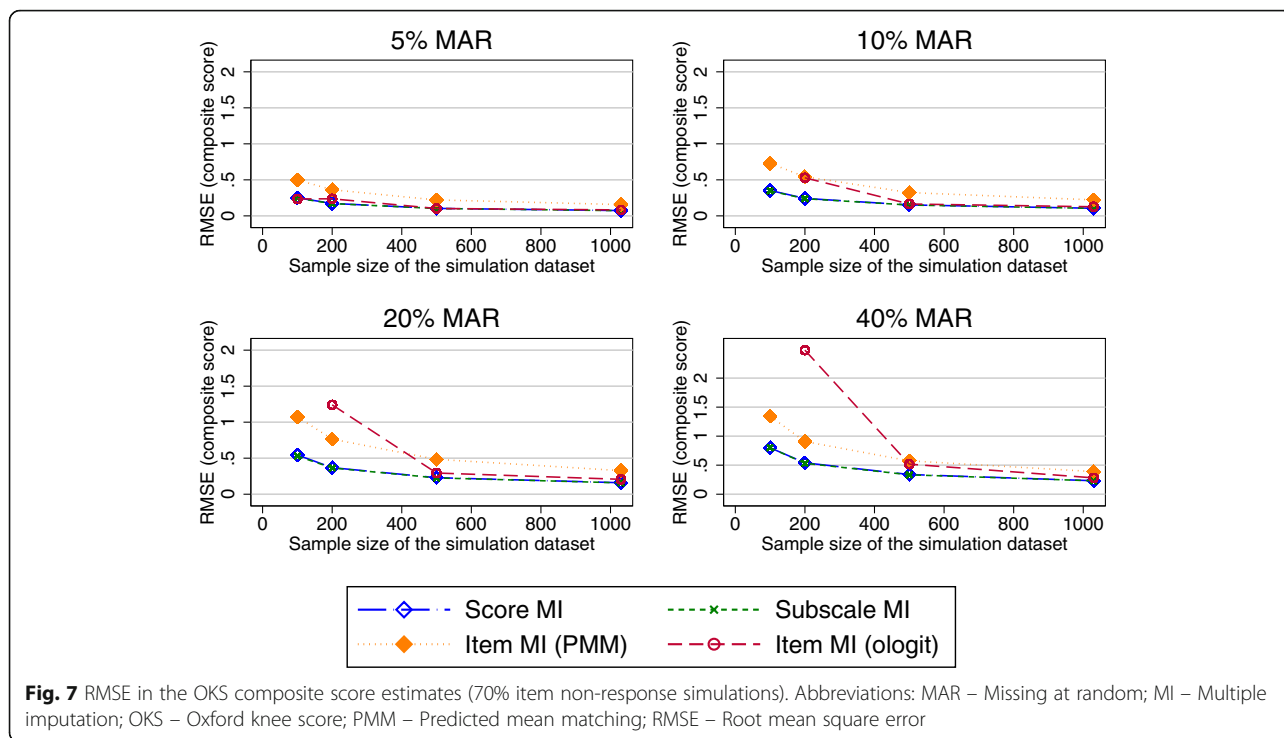 5% MAR
RMSE (composite score)
2
1.5
1
.5
0
0 200 400 600 800 1000
Sample size of the simulation dataset
10% MAR
RMSE (composite score)
2
1.5
1
.5
0
0 200 400 600 800 1000
Sample size of the simulation dataset
20% MAR
RMSE (composite score)
2
1.5
1
.5
0
0 200 400 600 800 1000
Sample size of the simulation dataset
40% MAR
RMSE (composite score)
2
1.5
1
.5
0
0 200 400 600 800 1000
Sample size of the simulation dataset
Score MI
Subscale MI
Item MI (PMM)
Item MI (ologit)
Fig. 7 RMSE in the OKS composite score estimates (70% item non-response simulations). Abbreviations: MAR – Missing at random; MI – Multiple
imputation; OKS – Oxford knee score; PMM – Predicted mean matching; RMSE – Root mean square error